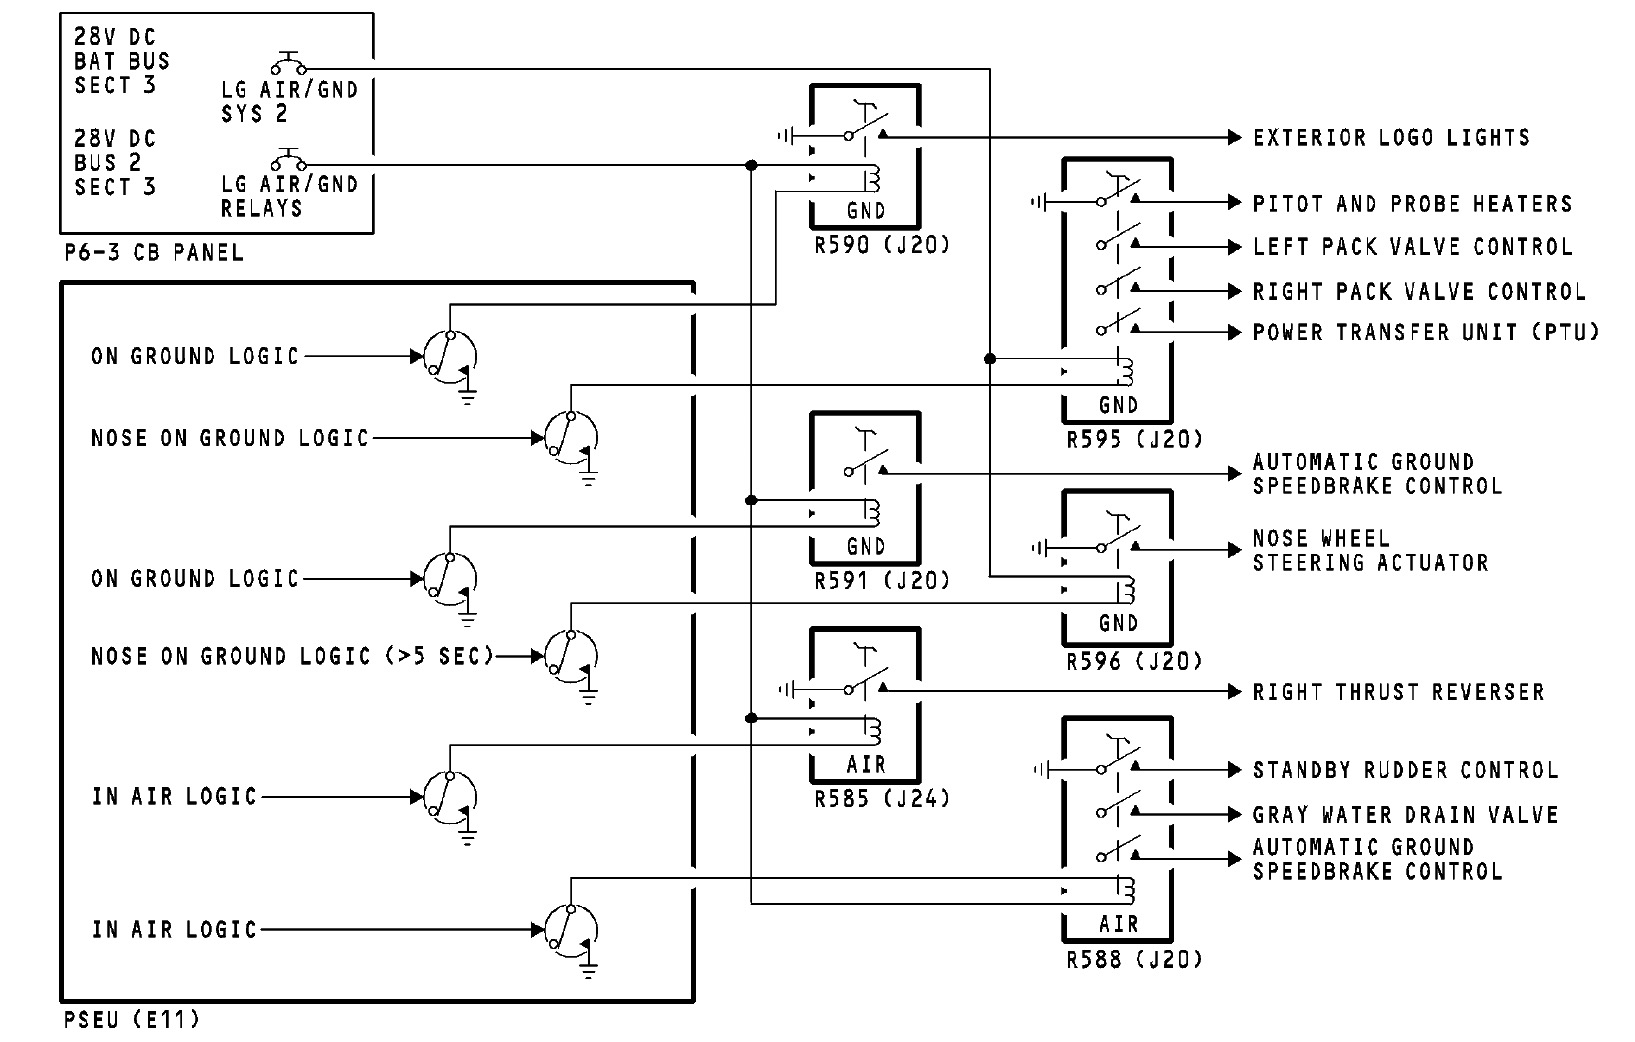 28V DC
BAT BUS
SECT 3
LG AIR/GND
SYS 2
28V DC
BUS 2
SECT 3
LG AIR/GND
RELAYS
P6-3 CB PANEL
GND
R590 (J20)
EXTERIOR LOGO LIGHTS
PITOT AND PROBE HEATERS
LEFT PACK VALVE CONTROL
RIGHT PACK VALVE CONTROL
POWER TRANSFER UNIT (PTU)
GND
R595 (J20)
ON GROUND LOGIC
NOSE ON GROUND LOGIC
AUTOMATIC GROUND
SPEEDBRAKE CONTROL
GND
R591 (J20)
NOSE WHEEL
STEERING ACTUATOR
GND
R596 (J20)
ON GROUND LOGIC
NOSE ON GROUND LOGIC (>5 SEC)
RIGHT THRUST REVERSER
AIR
R585 (J24)
STANDBY RUDDER CONTROL
GRAY WATER DRAIN VALVE
AUTOMATIC GROUND
SPEEDBRAKE CONTROL
AIR
R588 (J20)
IN AIR LOGIC
IN AIR LOGIC
PSEU (E11)